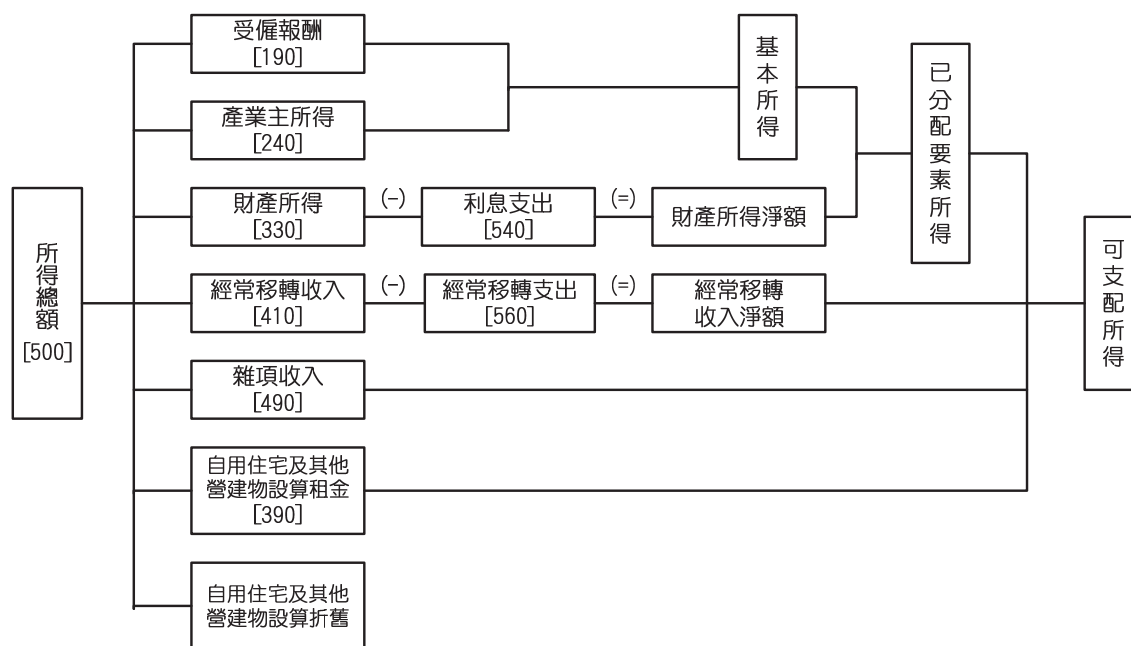 所得總額
[500]
受僱報酬
[190]
產業主所得
[240]
財產所得
[330]
(-)
利息支出
[540]
(=)
財產所得淨額
經常移轉收入
[410]
(-)
經常移轉支出
[560]
(=)
經常移轉
收入淨額
雜項收入
[490]
自用住宅及其他
營建物設算租金
[390]
自用住宅及其他
營建物設算折舊
基本所得
已分配要素所得
可支配所得